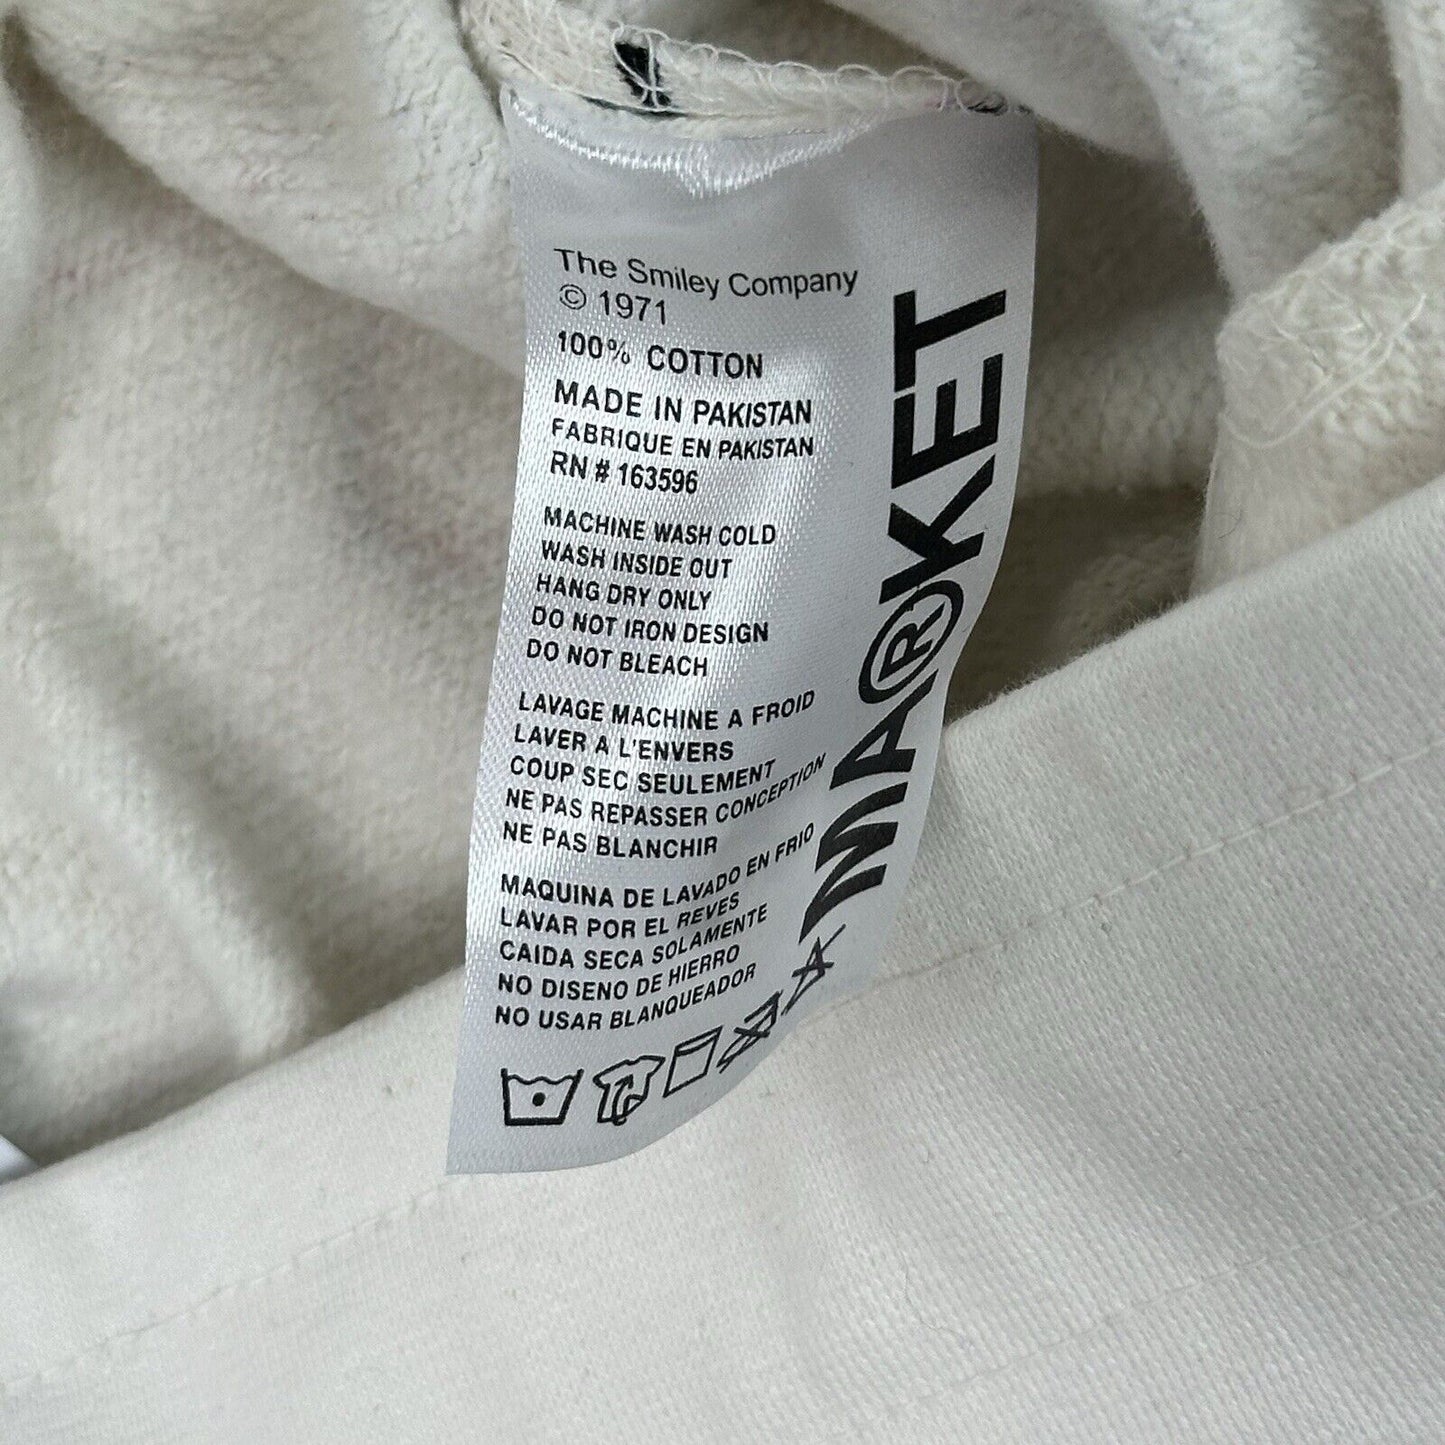 The Smiley Company
© 1971
100% COTTON
MADE IN PAKISTAN
FABRIQUE EN PAKISTAN
RN # 163596
MACHINE WASH COLD
WASH INSIDE OUT
HANG DRY ONLY
DO NOT IRON DESIGN
DO NOT BLEACH
LAVAGE MACHINE A FROID
LAVER A L'ENVERS
COUP SEC SEULEMENT
NE PAS REPASSER CONCEPTION
NE PAS BLANCHIR
MAQUINA DE LAVADO EN FRIO
LAVAR POR EL REVES
CAIDA SECA SOLAMENTE
NO DISENO DE HIERRO
NO USAR BLANQUEADOR
MA®KET